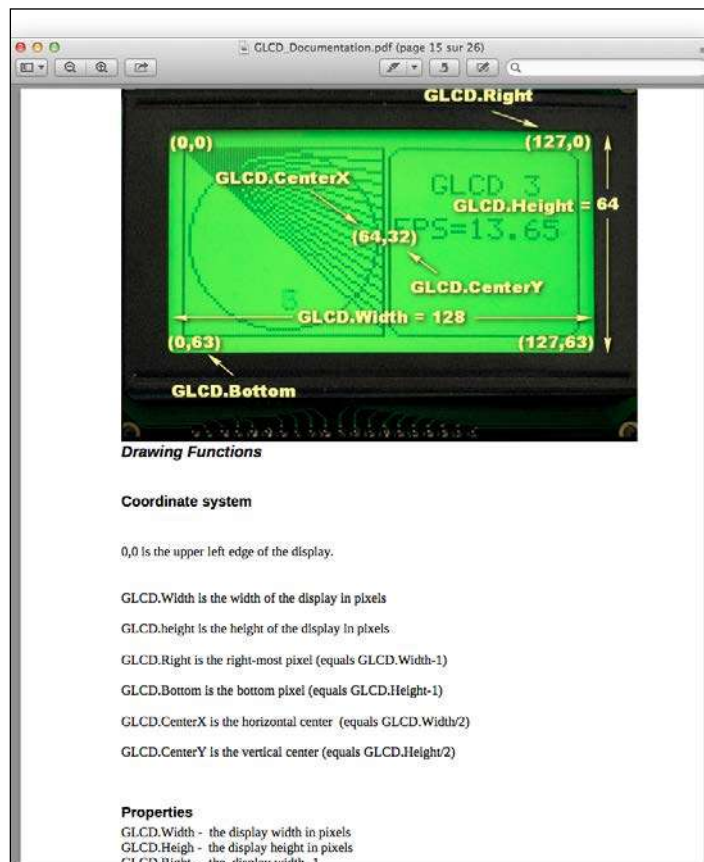 GLCD_Documentation.pdf (page 15 sur 26)
GLCD.Right
(0,0)
(127,0)
GLCD.CenterX
GLCD 3
GLCD.Height = 64
(64,32)
FPS=13.65
GLCD.CenterY
GLCD.Width = 128
(0,63)
(127,63)
GLCD.Bottom
Drawing Functions
Coordinate system
0,0 is the upper left edge of the display.
GLCD.Width is the width of the display in pixels
GLCD.height is the height of the display in pixels
GLCD.Right is the right-most pixel (equals GLCD.Width-1)
GLCD.Bottom is the bottom pixel (equals GLCD.Height-1)
GLCD.CenterX is the horizontal center (equals GLCD.Width/2)
GLCD.CenterY is the vertical center (equals GLCD.Height/2)
Properties
GLCD.Width - the display width in pixels
GLCD.Heigh - the display height in pixels
GLCD.Right - the display width -1